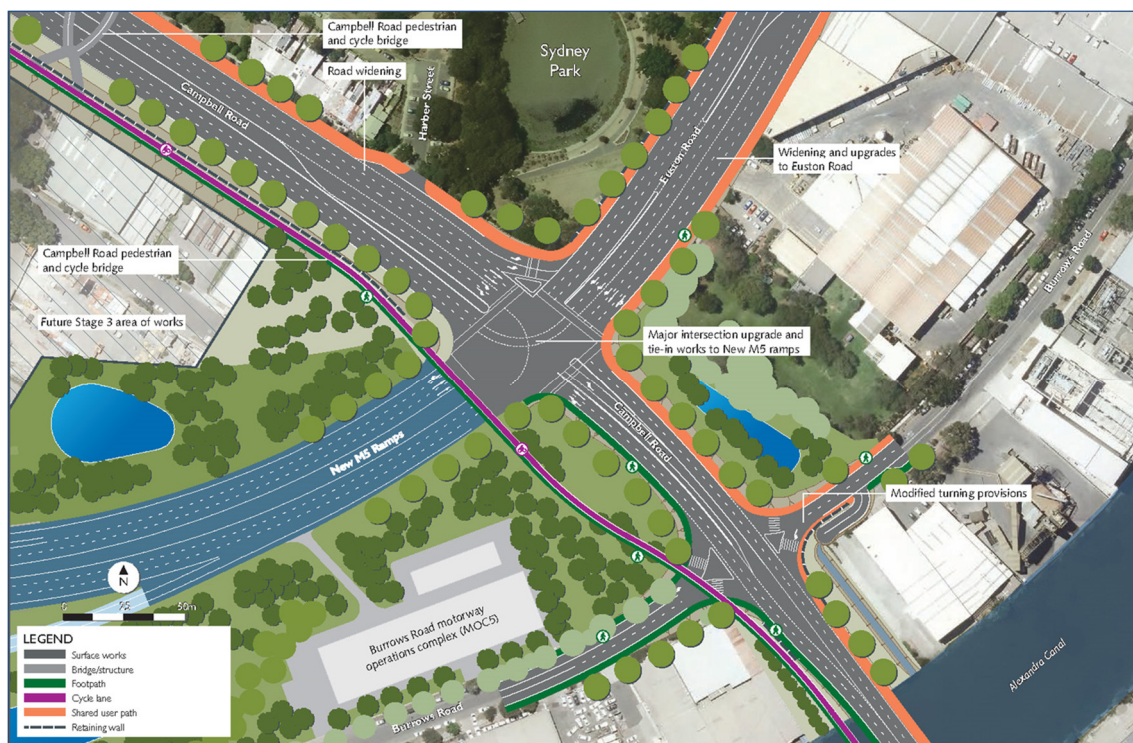 Campbell Road pedestrian
and cycle bridge
Road widening
Campbell Road
Harber Street
Sydney
Park
Euston Road
Widening and upgrades
to Euston Road
Burrows Road
Campbell Road pedestrian
and cycle bridge
Future Stage 3 area of works
Major intersection upgrade and
tie-in works to New M5 ramps
Campbell Road
New M5 Ramps
Modified turning provisions
N
0 25 50m
Burrows Road motorway
operations complex (MOC5)
Burrows Road
Alexandra Canal
LEGEND
Surface works
Bridge/structure
Footpath
Cycle lane
Shared user path
Retaining wall